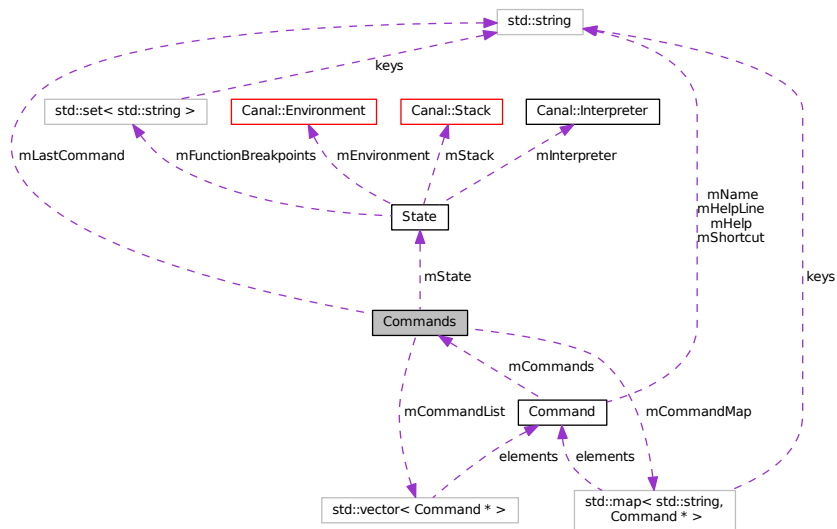 std::string
keys
std::set< std::string >
Canal::Environment
Canal::Stack
Canal::Interpreter
mLastCommand
mFunctionBreakpoints
mEnvironment
mStack
mInterpreter
mName
mHelpLine
mHelp
mShortcut
State
mState
keys
Commands
mCommands
mCommandList
Command
mCommandMap
elements
elements
std::vector< Command * >
std::map< std::string,
Command * >